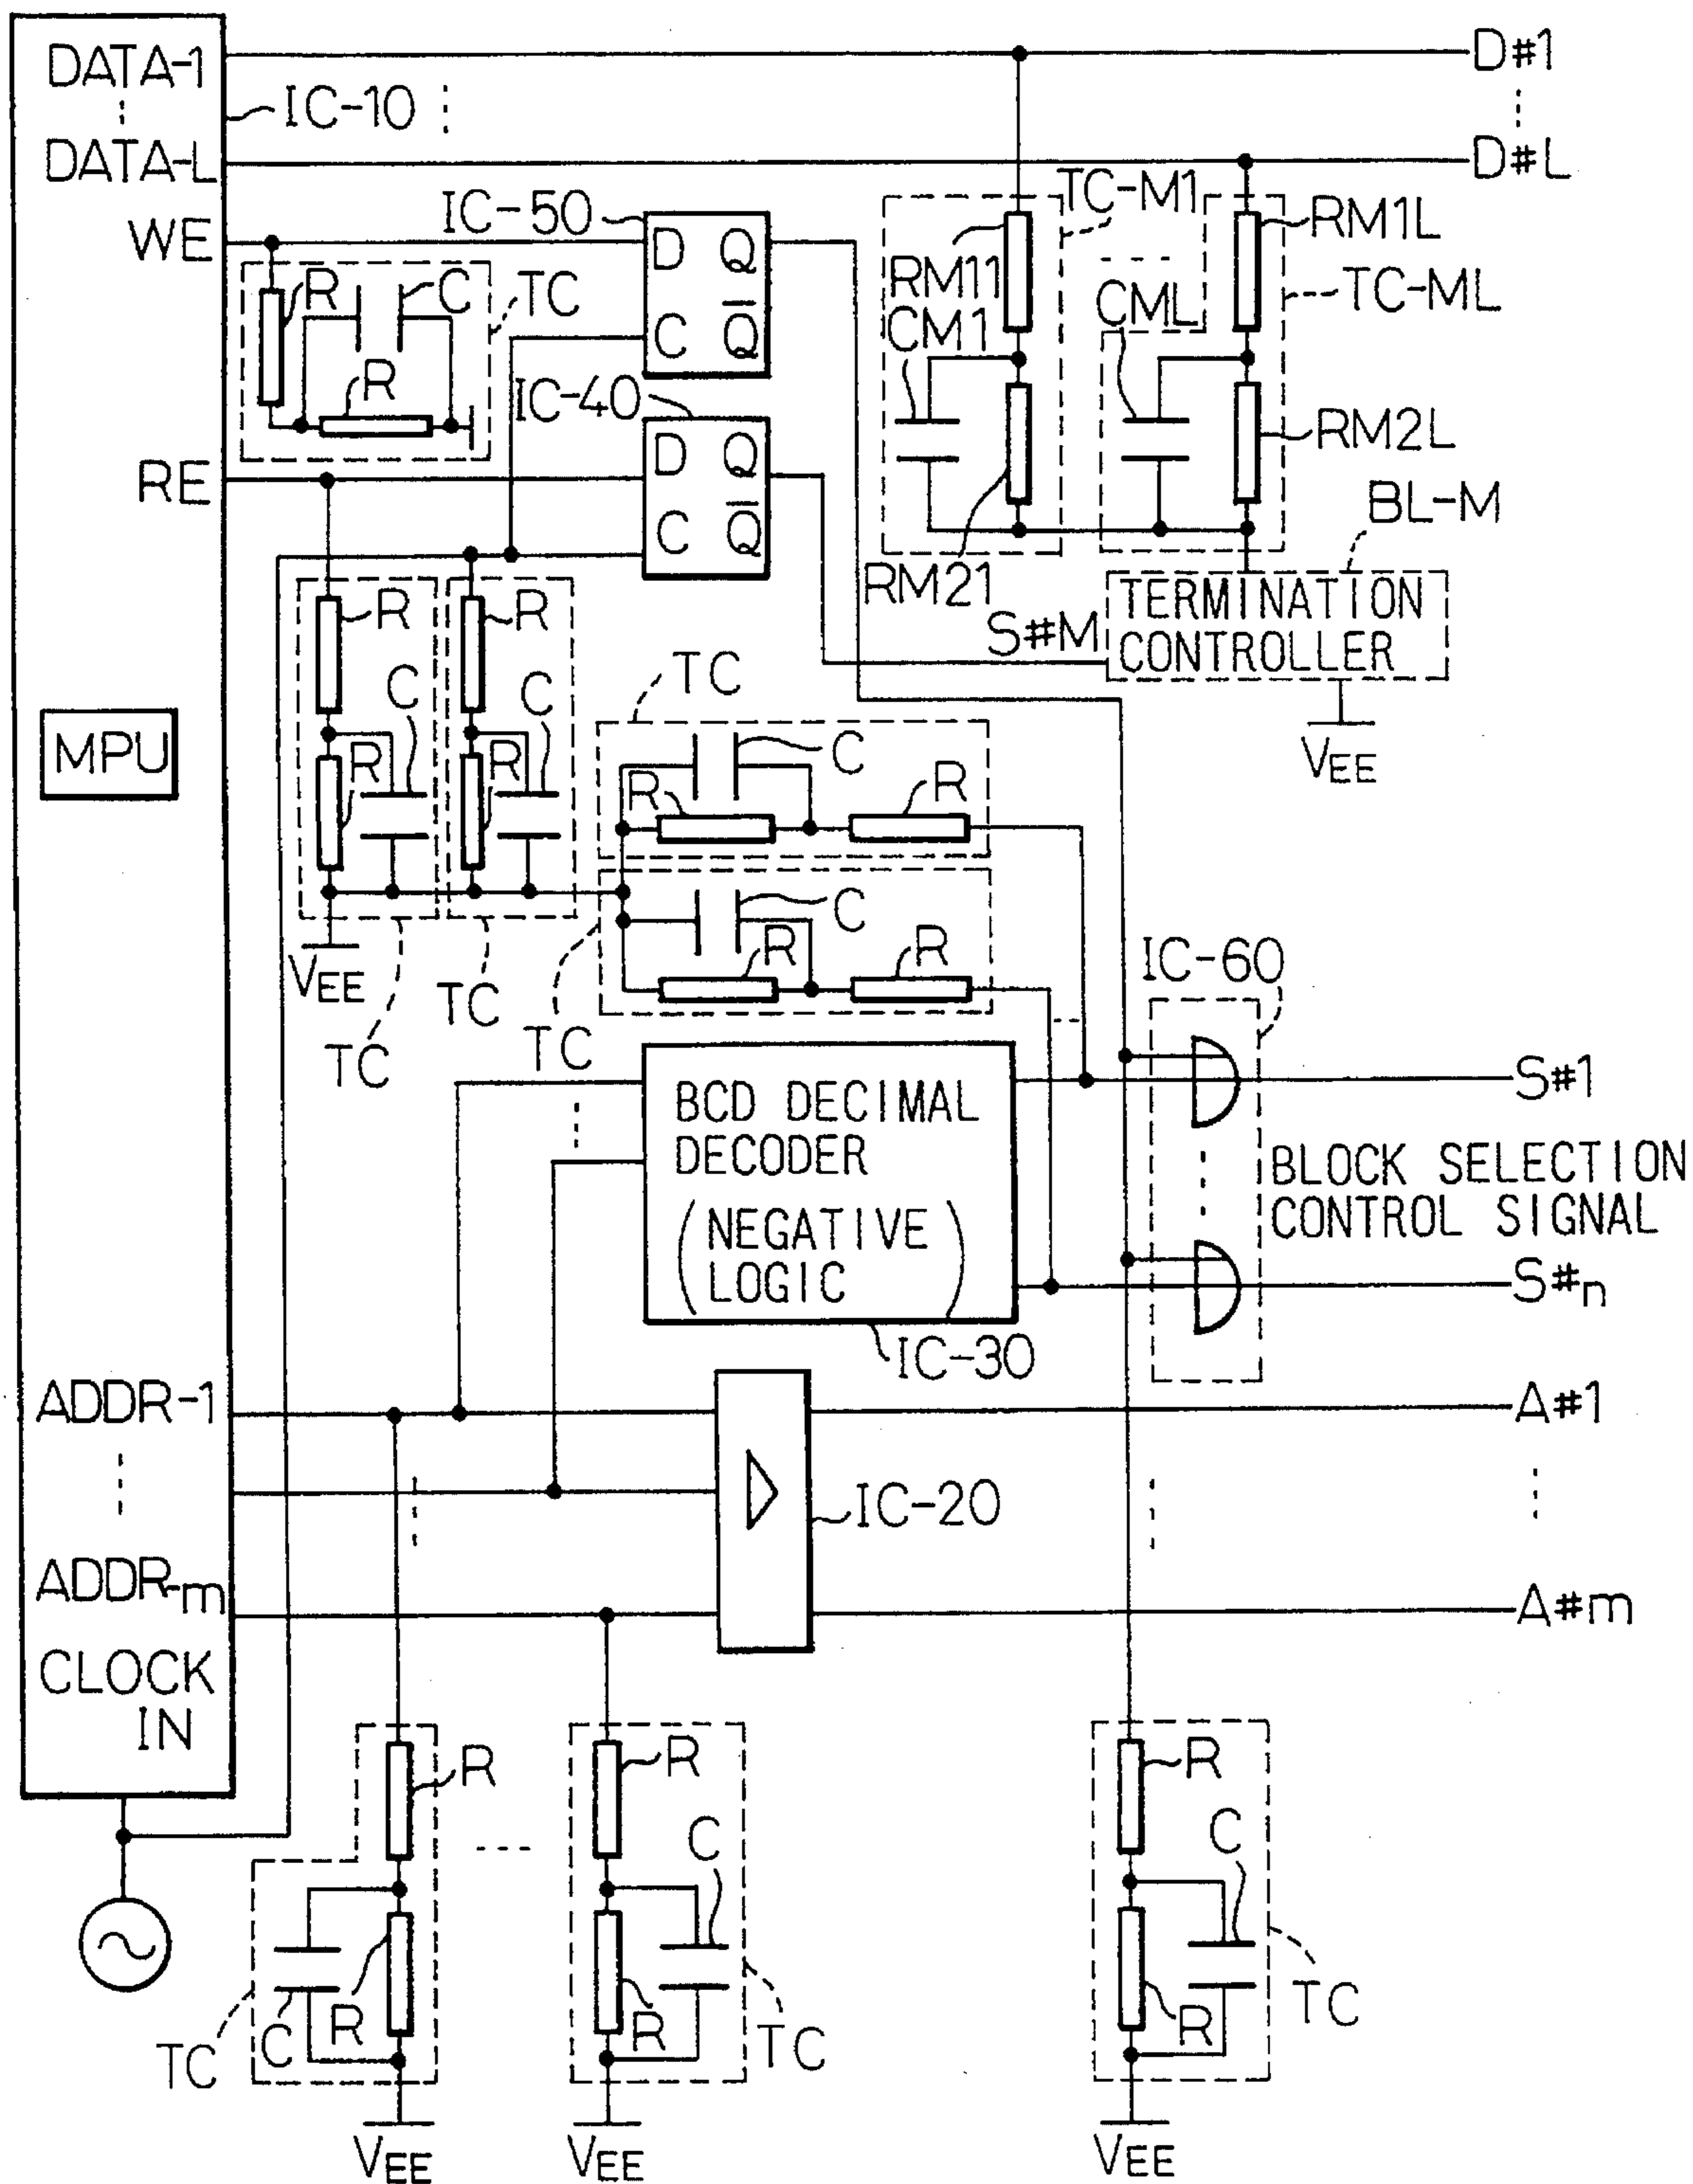 DATA-1
D#1
IC-10
DATA-L
D#L
TC-M1
IC-50
RM1L
WE
D Q
RM11
R
C
TC
CML
TC-ML
CM1
C Q̅
R
IC-40
RM2L
D Q
RE
BL-M
C Q̅
RM21
TERMINATION
CONTROLLER
R
R
S#M
TC
C
C
MPU
R
R
C
VEE
R
R
C
R
R
IC-60
VEE
TC
TC
TC
S#1
BCD DECIMAL
DECODER
BLOCK SELECTION
CONTROL SIGNAL
(NEGATIVE
LOGIC)
S#n
IC-30
ADDR-1
A#1
IC-20
ADDR-m
A#m
CLOCK
IN
R
R
R
C
C
R
R
R
C
TC
TC
TC
VEE
VEE
VEE